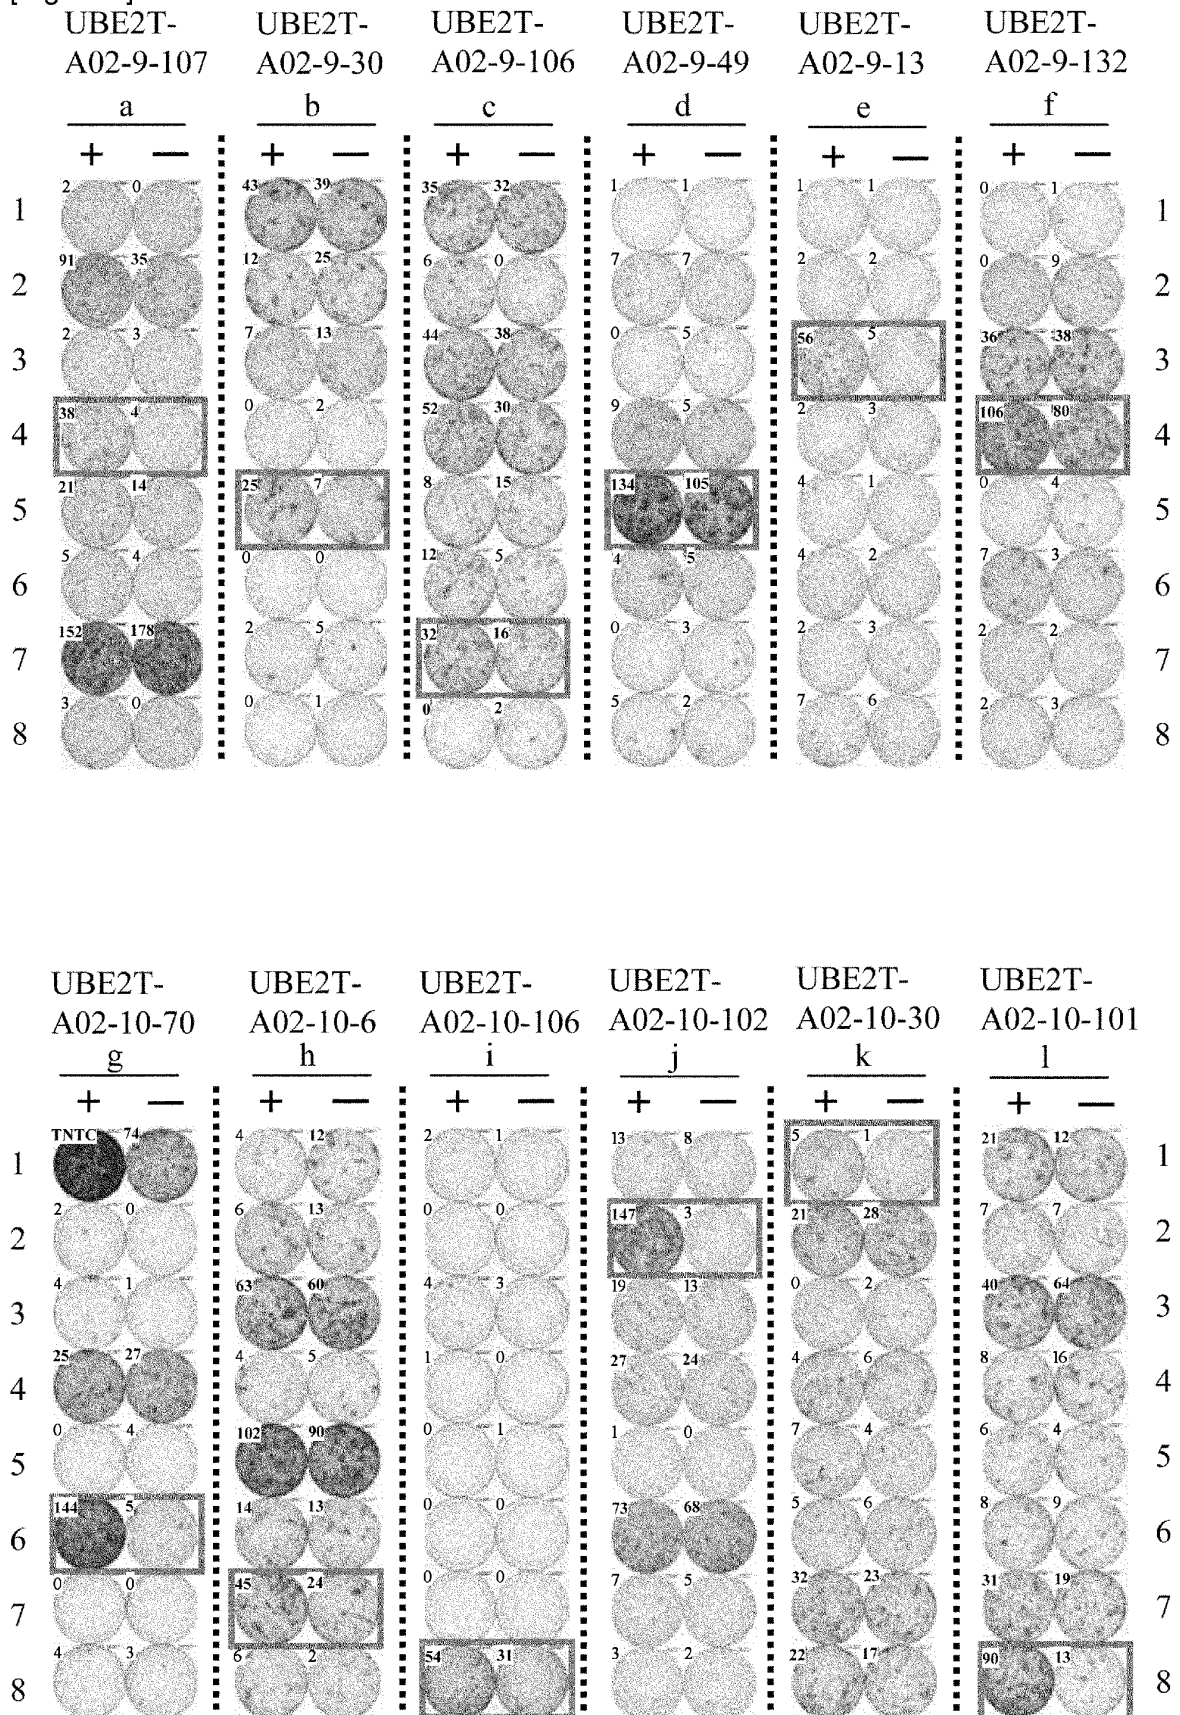 UBE2T- UBE2T- UBE2T- UBE2T- UBE2T- UBE2T-
A02-9-107 A02-9-30 A02-9-106 A02-9-49 A02-9-13 A02-9-132
a b c d e f
+ — + — + — + — + — + —
1 2 0 43 39 35 32 1 1 1 1 0 1 1
2 91 35 12 25 6 0 7 7 2 2 0 9 2
3 2 3 7 13 44 38 0 5 56 5 36 38 3
4 38 4 0 2 52 30 9 5 2 3 106 80 4
5 21 14 25 7 8 15 134 105 4 1 0 4 5
6 5 4 0 0 12 5 4 5 4 2 7 3 6
7 152 178 2 5 32 16 0 3 2 3 2 2 7
8 3 0 0 1 0 2 5 2 7 6 2 3 8
UBE2T- UBE2T- UBE2T- UBE2T- UBE2T- UBE2T-
A02-10-70 A02-10-6 A02-10-106 A02-10-102 A02-10-30 A02-10-101
g h i j k l
+ — + — + — + — + — + —
1 TNTC 74 4 12 2 1 13 8 5 1 21 12 1
2 2 0 6 13 0 0 147 3 21 28 7 7 2
3 4 1 63 60 4 3 19 13 0 2 40 64 3
4 25 27 4 5 1 0 27 24 4 6 8 16 4
5 0 4 102 90 0 1 1 0 7 4 6 4 5
6 144 5 14 13 0 0 73 68 5 6 8 9 6
7 0 0 45 24 0 0 7 5 32 23 31 19 7
8 4 3 6 2 54 31 3 2 22 17 90 13 8